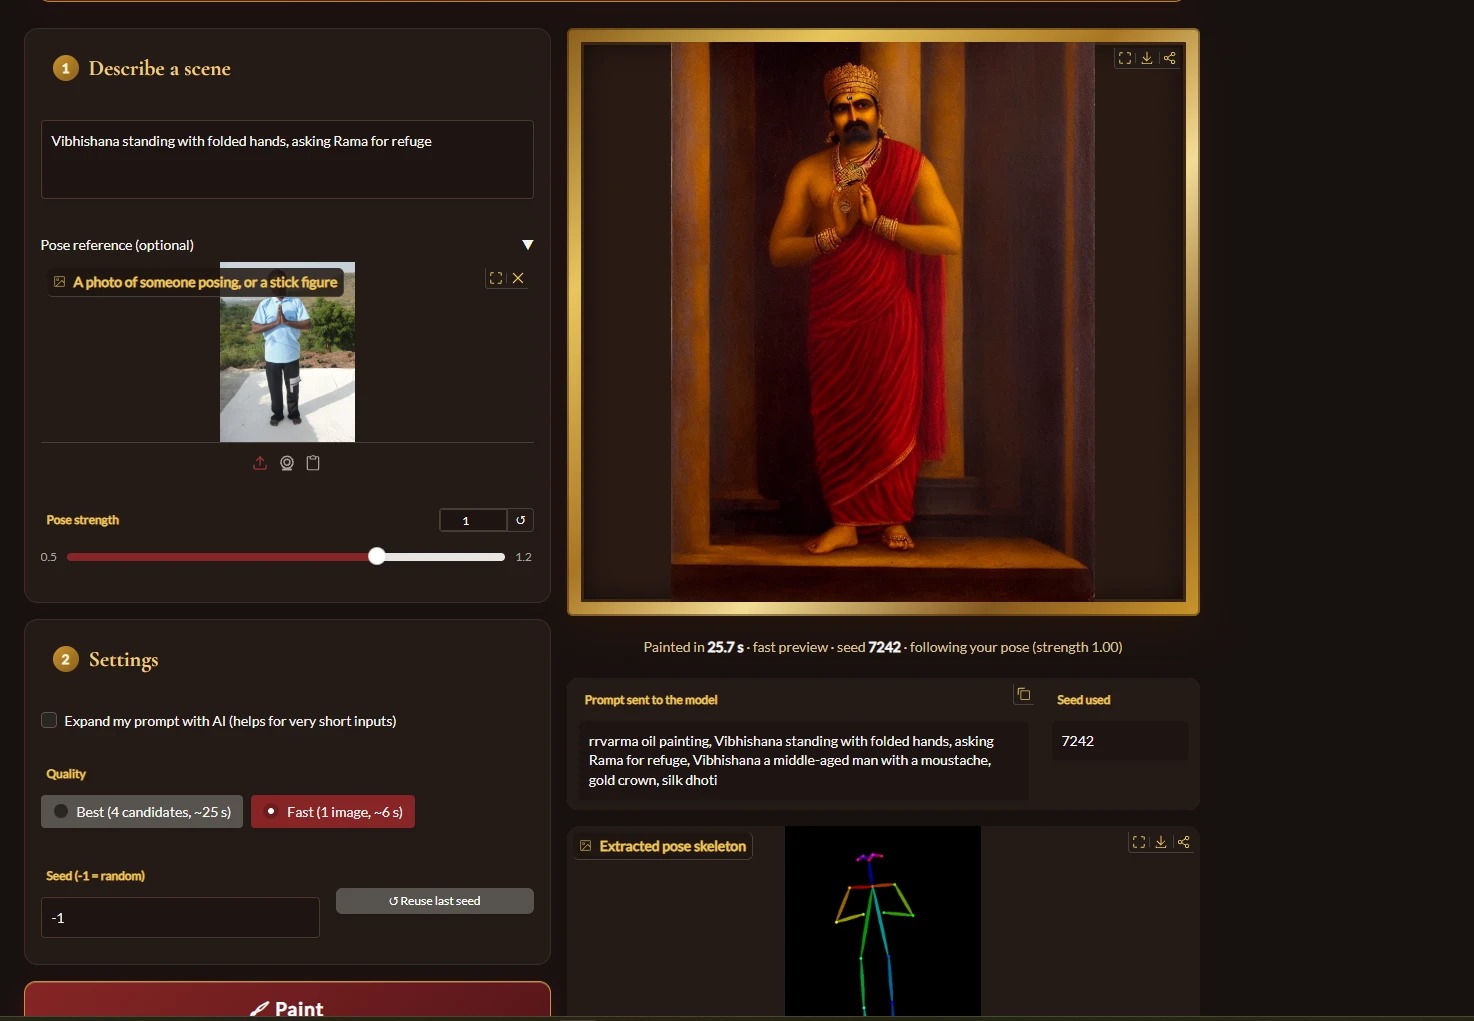 1 Describe a scene
Vibhishana standing with folded hands, asking Rama for refuge
Pose reference (optional)
A photo of someone posing, or a stick figure
Pose strength
1
0.5
1.2
2 Settings
Expand my prompt with AI (helps for very short inputs)
Quality
Best (4 candidates, ~25 s)
Fast (1 image, ~6 s)
Seed (-1 = random)
-1
↺ Reuse last seed
Paint
Painted in 25.7 s · fast preview · seed 7242 · following your pose (strength 1.00)
Prompt sent to the model
rrvarma oil painting, Vibhishana standing with folded hands, asking
Rama for refuge, Vibhishana a middle-aged man with a moustache,
gold crown, silk dhoti
Seed used
7242
Extracted pose skeleton